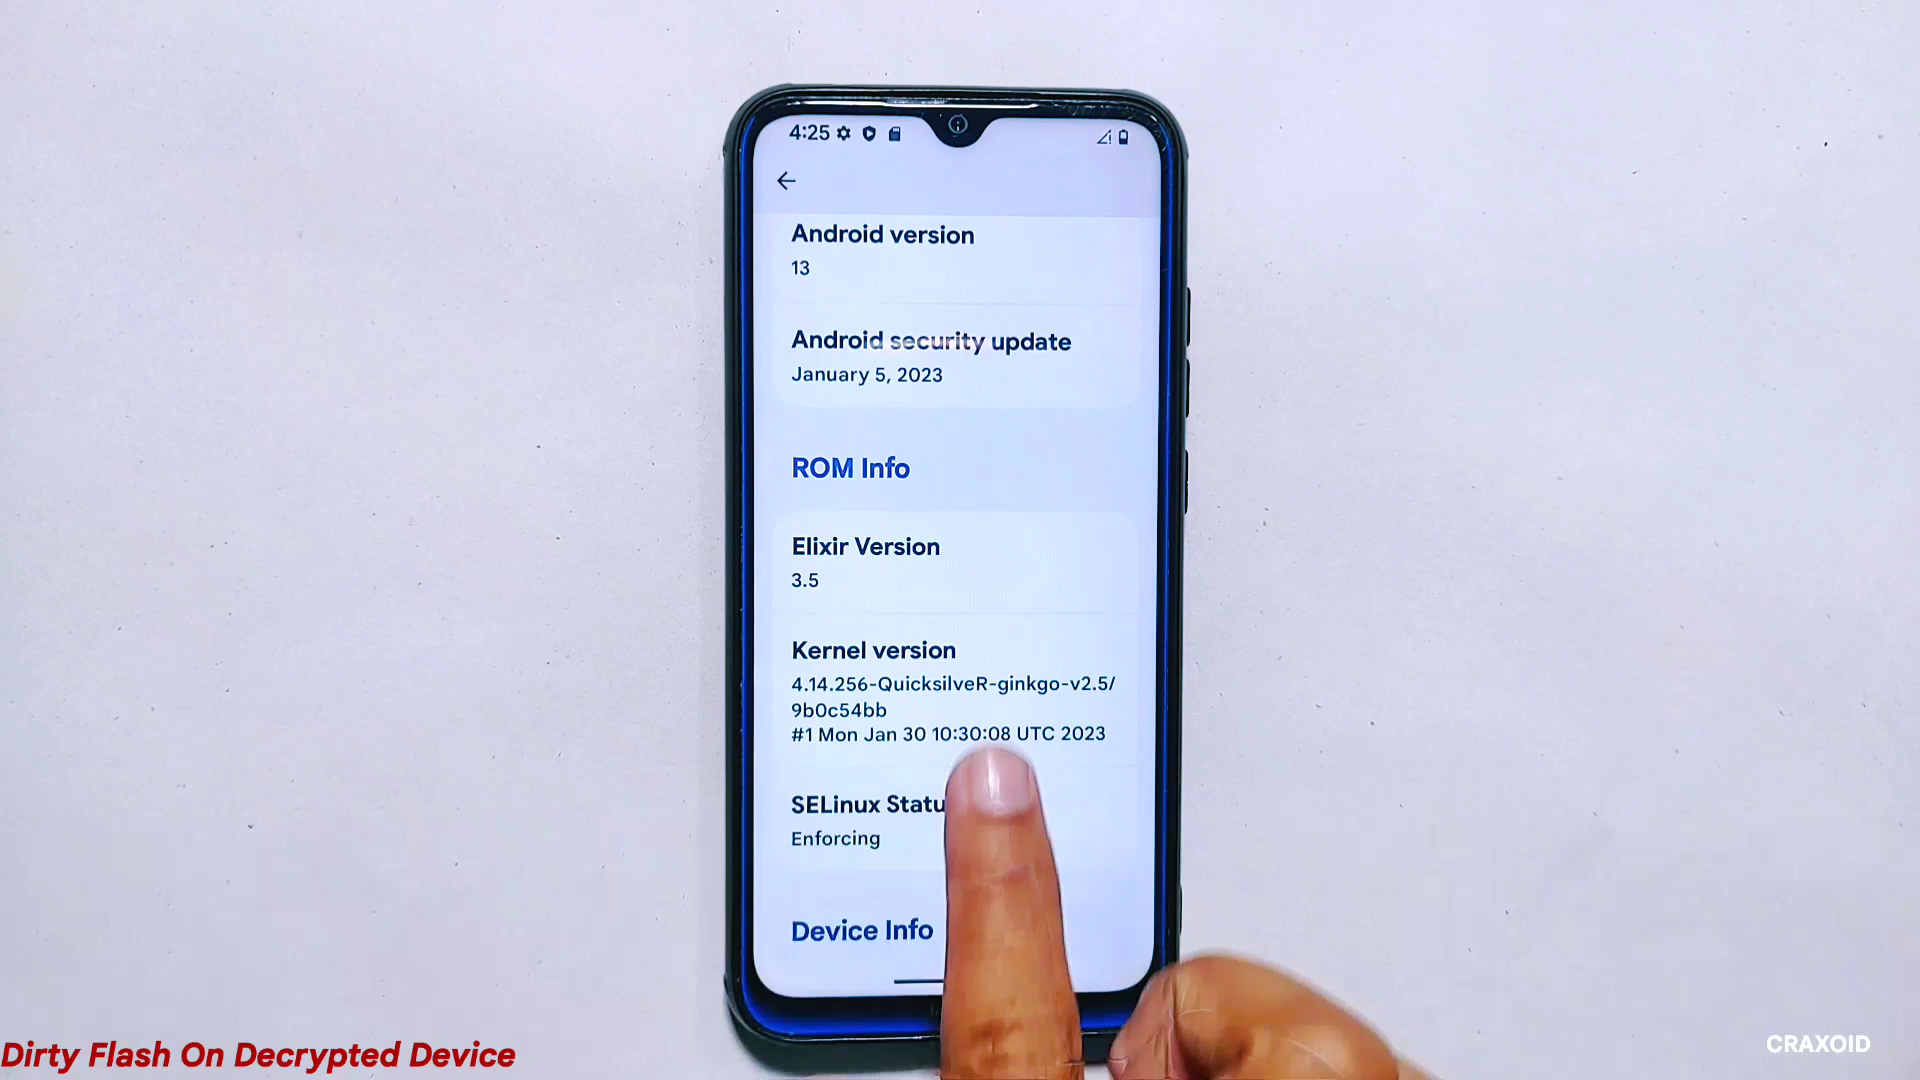 4:25
Android version
13
Android security update
January 5, 2023
ROM Info
Elixir Version
3.5
Kernel version
4.14.256-QuicksilveR-ginkgo-v2.5/
9b0c54bb
#1 Mon Jan 30 10:30:08 UTC 2023
SELinux Statu
Enforcing
Device Info
Dirty Flash On Decrypted Device
CRAXOID